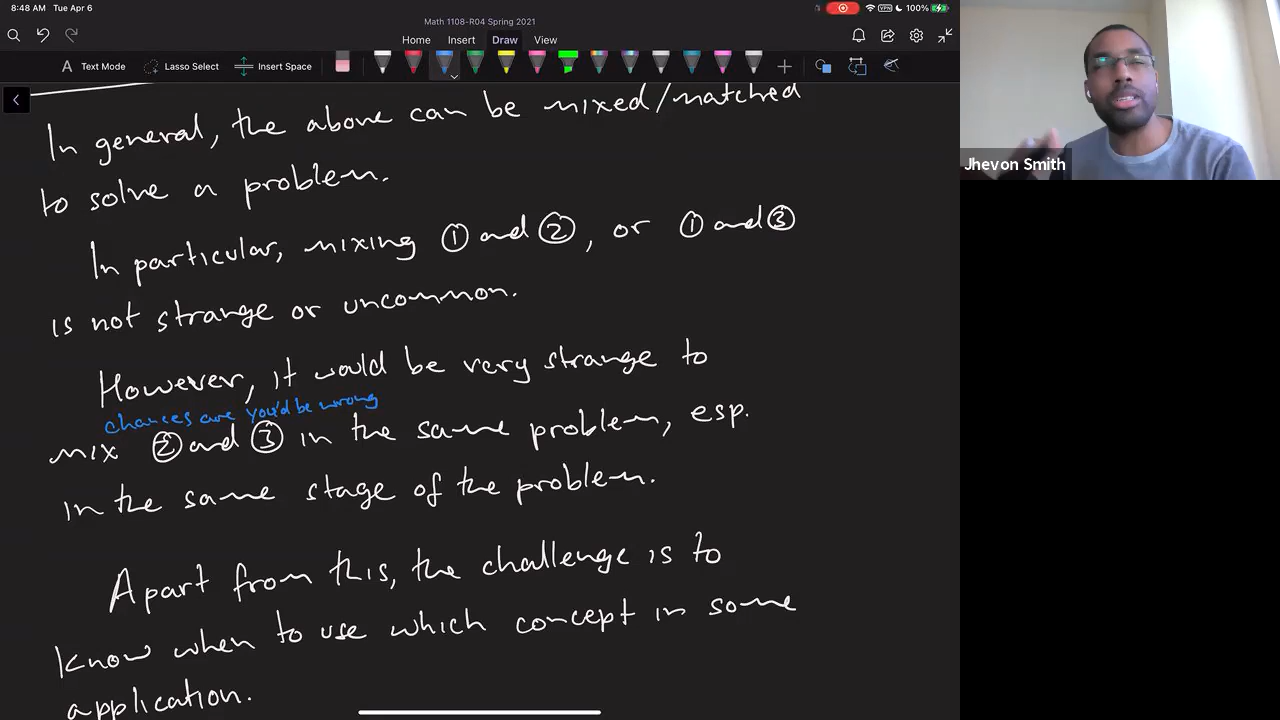 8:48 AM Tue Apr 6
VPN 100%
Math 1108-R04 Spring 2021
Home Insert Draw View
A Text Mode Lasso Select Insert Space
In general, the above can be mixed/matched
to solve a problem.
In particular, mixing ① and ②, or ① and ③
is not strange or uncommon.
However, it would be very strange to
chances are you'd be wrong
mix ② and ③ in the same problem, esp.
in the same stage of the problem.
Apart from this, the challenge is to
know when to use which concept in some
application.
Jhevon Smith